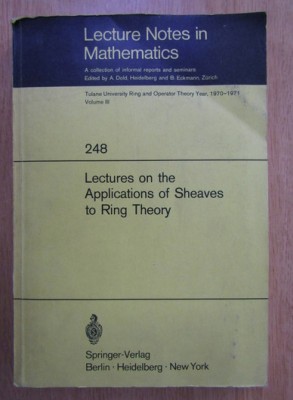 Lecture Notes in
Mathematics
A collection of informal reports and seminars
Edited by A. Dold, Heidelberg and B. Eckmann, Zürich
Tulane University Ring and Operator Theory Year, 1970–1971
Volume III
248
Lectures on the
Applications of Sheaves
to Ring Theory
Springer-Verlag
Berlin · Heidelberg · New York